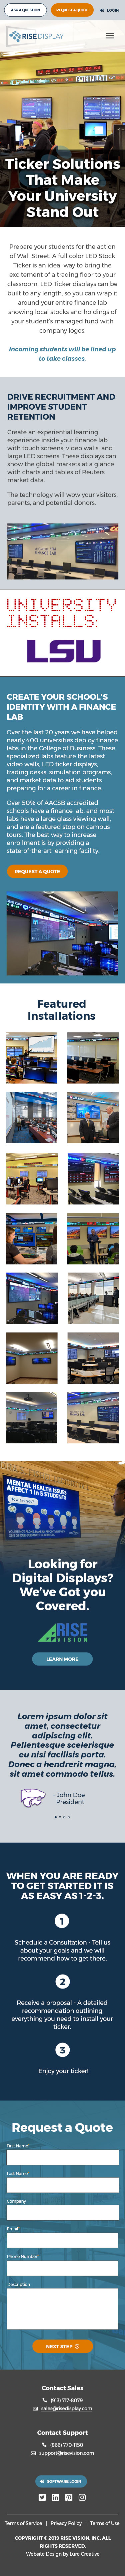 ASK A QUESTION
REQUEST A QUOTE
LOGIN
RISEDISPLAY
Ticker Solutions
That Make
Your University
Stand Out
Prepare your students for the action
of Wall Street. A full color LED Stock
Ticker is an ideal way to bring the
excitement of a trading floor to your
classroom. LED Ticker displays can be
built to any length, and can even wrap
around your finance lab
showing local stocks and holdings of
your student managed fund with
company logos.
Incoming students will be lined up
to take classes.
DRIVE RECRUITMENT AND
IMPROVE STUDENT
RETENTION
Create an experiential learning
experience inside your finance lab
with touch screens, video walls, and
large LED screens. These displays can
show the global markets at a glance
with charts and tables of Reuters
market data.
The technology will wow your visitors,
parents, and potential donors.
UNIVERSITY
INSTALLS:
LSU
CREATE YOUR SCHOOL'S
IDENTITY WITH A FINANCE
LAB
Over the last 20 years we have helped
nearly 400 universities deploy finance
labs in the College of Business. These
specialized labs feature the latest
video walls, LED ticker displays,
trading desks, simulation programs,
and market data to aid students
preparing for a career in finance.
Over 50% of AACSB accredited
schools have a finance lab, and most
labs have a large glass viewing wall,
and are a featured stop on campus
tours. The best way to increase
enrollment is by providing a
state-of-the-art learning facility.
REQUEST A QUOTE
Featured
Installations
MENTAL HEALTH ISSUES
AFFECT 1 in 5 STUDENTS
How are you?
Looking for
Digital Displays?
We've Got you
Covered.
RISE
VISION
LEARN MORE
Lorem ipsum dolor sit
amet, consectetur
adipiscing elit.
Pellentesque scelerisque
eu nisi facilisis porta.
Donec a hendrerit magna,
sit amet commodo tellus.
- John Doe
President
WHEN YOU ARE READY
TO GET STARTED IT IS
AS EASY AS 1-2-3.
1
Schedule a Consultation - Tell us
about your goals and we will
recommend how to get there.
2
Receive a proposal - A detailed
recommendation outlining
everything you need to install your
ticker.
3
Enjoy your ticker!
Request a Quote
First Name
Last Name
Company
Email
Phone Number
Description
NEXT STEP
Contact Sales
(913) 717-8079
sales@risedisplay.com
Contact Support
(866) 770-1150
support@risevision.com
SOFTWARE LOGIN
Terms of Service | Privacy Policy | Terms of Use
COPYRIGHT © 2019 RISE VISION, INC. ALL
RIGHTS RESERVED.
Website Design by Lure Creative